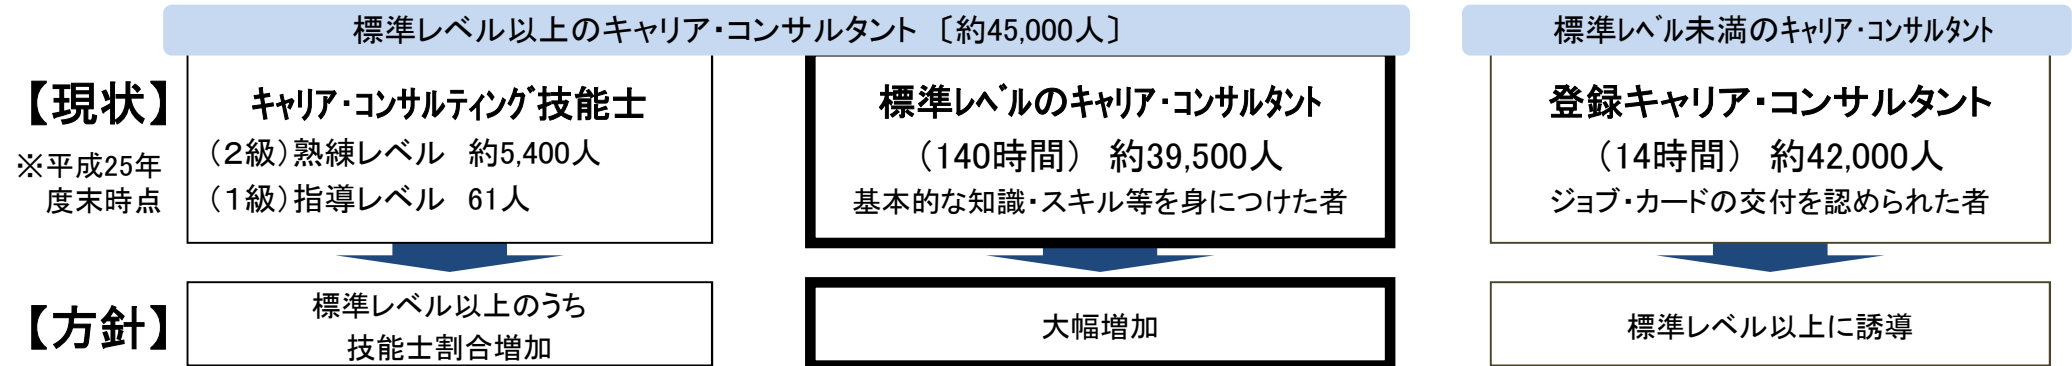 標準レベル以上のキャリア・コンサルタント 〔約45,000人〕
標準レベル未満のキャリア・コンサルタント
【現状】
※平成25年
度末時点
キャリア・コンサルティング技能士
（２級）熟練レベル 約5,400人
（１級）指導レベル 61人
標準レベルのキャリア・コンサルタント
（140時間） 約39,500人
基本的な知識・スキル等を身につけた者
登録キャリア・コンサルタント
（14時間） 約42,000人
ジョブ・カードの交付を認められた者
【方針】
標準レベル以上のうち
技能士割合増加
大幅増加
標準レベル以上に誘導